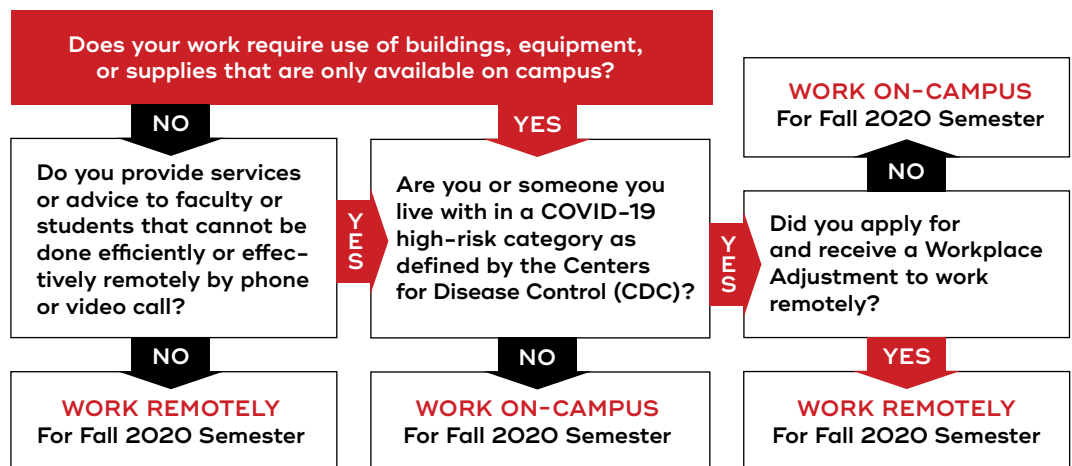 Does your work require use of buildings, equipment,
or supplies that are only available on campus?
NO
YES
Do you provide services
or advice to faculty or
students that cannot be
done efficiently or effec-
tively remotely by phone
or video call?
YES
Are you or someone you
live with in a COVID-19
high-risk category as
defined by the Centers
for Disease Control (CDC)?
YES
WORK ON-CAMPUS
For Fall 2020 Semester
NO
Did you apply for
and receive a Workplace
Adjustment to work
remotely?
NO
NO
YES
WORK REMOTELY
For Fall 2020 Semester
WORK ON-CAMPUS
For Fall 2020 Semester
WORK REMOTELY
For Fall 2020 Semester